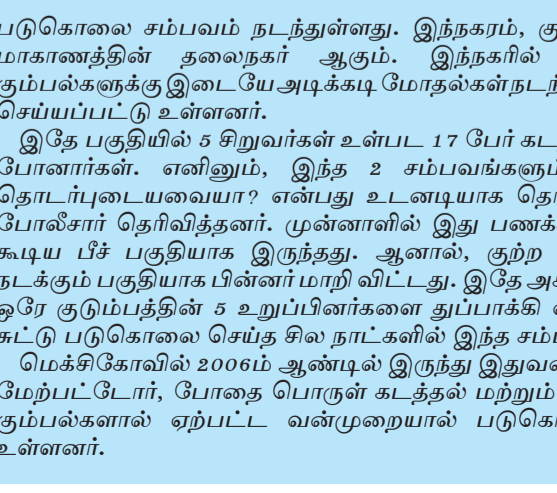 படுகொலை சம்பவம் நடந்துள்ளது. இந்நகரம், கு
மாகாணத்தின் தலைநகர் ஆகும். இந்நகரில்
கும்பல்களுக்கு இடையே அடிக்கடி மோதல்கள் நடந்
செய்யப்பட்டு உள்ளனர்.
இதே பகுதியில் 5 சிறுவர்கள் உள்பட 17 பேர் கட
போனார்கள். எனினும், இந்த 2 சம்பவங்களும்
தொடர்புடையவையா? என்பது உடனடியாக தெ
போலீசார் தெரிவித்தனர். முன்னாளில் இது பணக்
கூடிய பீச் பகுதியாக இருந்தது. ஆனால், குற்ற
நடக்கும் பகுதியாக பின்னர் மாறி விட்டது. இதே அக
ஒரே குடும்பத்தின் 5 உறுப்பினர்களை துப்பாக்கி
சுட்டு படுகொலை செய்த சில நாட்களில் இந்த சம்ப
மெக்சிகோவில் 2006ம் ஆண்டில் இருந்து இதுவ
மேற்பட்டோர், போதை பொருள் கடத்தல் மற்றும்
கும்பல்களால் ஏற்பட்ட வன்முறையால் படுகொ
உள்ளனர்.